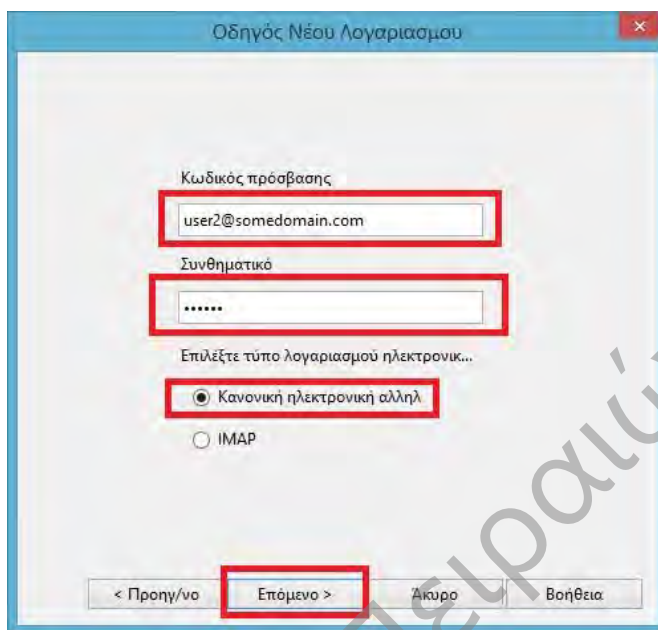 Οδηγός Νέου Λογαριασμου
Κωδικός πρόσβασης
user2@somedomain.com
Συνθηματικό
••••••
Επιλέξτε τύπο λογαριασμού ηλεκτρονικ...
Κανονική ηλεκτρονική αλληλ
IMAP
< Προηγ/νο Επόμενο > Άκυρο Βοήθεια